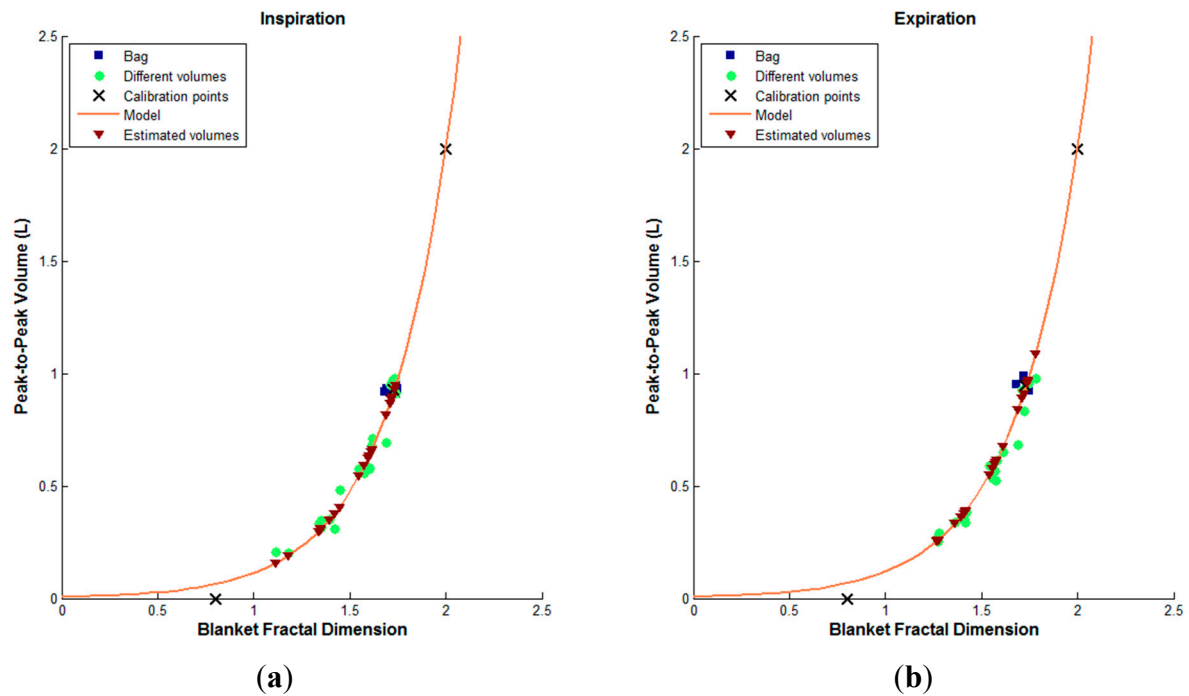 Inspiration
2.5
2
1.5
1
0.5
0
Peak-to-Peak Volume (L)
Bag
Different volumes
Calibration points
Model
Estimated volumes
0 0.5 1 1.5 2 2.5
Blanket Fractal Dimension
(a)
Expiration
2.5
2
1.5
1
0.5
0
Peak-to-Peak Volume (L)
Bag
Different volumes
Calibration points
Model
Estimated volumes
0 0.5 1 1.5 2 2.5
Blanket Fractal Dimension
(b)